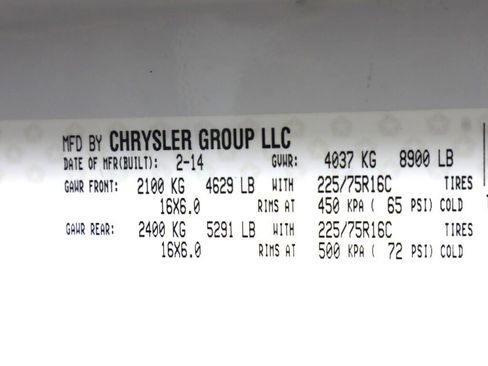 MFD BY CHRYSLER GROUP LLC
DATE OF MFR(BUILT): 2-14 GVWR: 4037 KG 8900 LB
GAWR FRONT: 2100 KG 4629 LB WITH 225/75R16C TIRES
16X6.0 RIMS AT 450 KPA ( 65 PSI) COLD
GAWR REAR: 2400 KG 5291 LB WITH 225/75R16C TIRES
16X6.0 RIMS AT 500 KPA ( 72 PSI) COLD